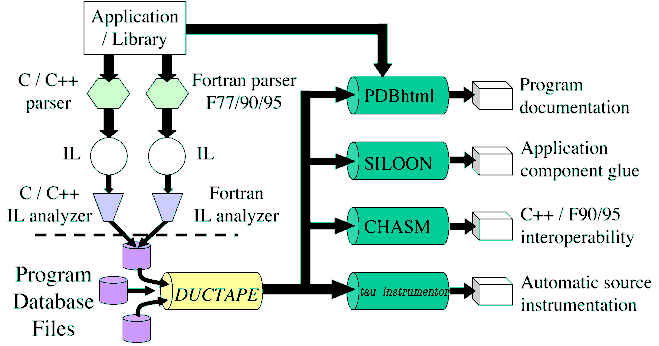 Application
/ Library
C / C++
parser
Fortran parser
F77/90/95
IL
IL
C / C++
IL analyzer
Fortran
IL analyzer
Program
Database
Files
DUCTAPE
PDBhtml
Program
documentation
SILOON
Application
component glue
CHASM
C++ / F90/95
interoperability
tau instrumentor
Automatic source
instrumentation